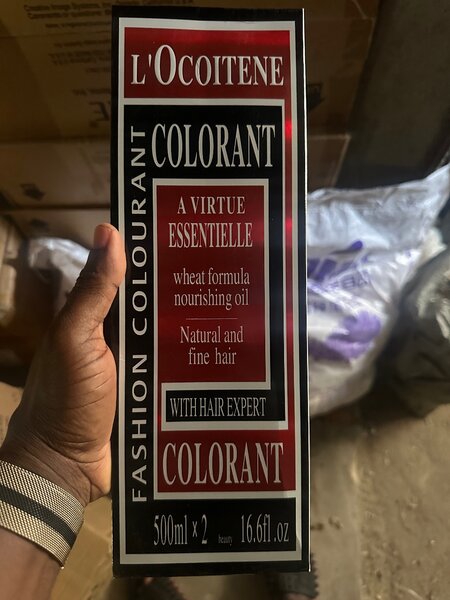 L'OCOITENE
COLORANT
FASHION COLOURANT
A VIRTUE
ESSENTIELLE
wheat formula
nourishing oil
Natural and
fine hair
WITH HAIR EXPERT
COLORANT
500ml × 2 beauty 16.6fl.oz